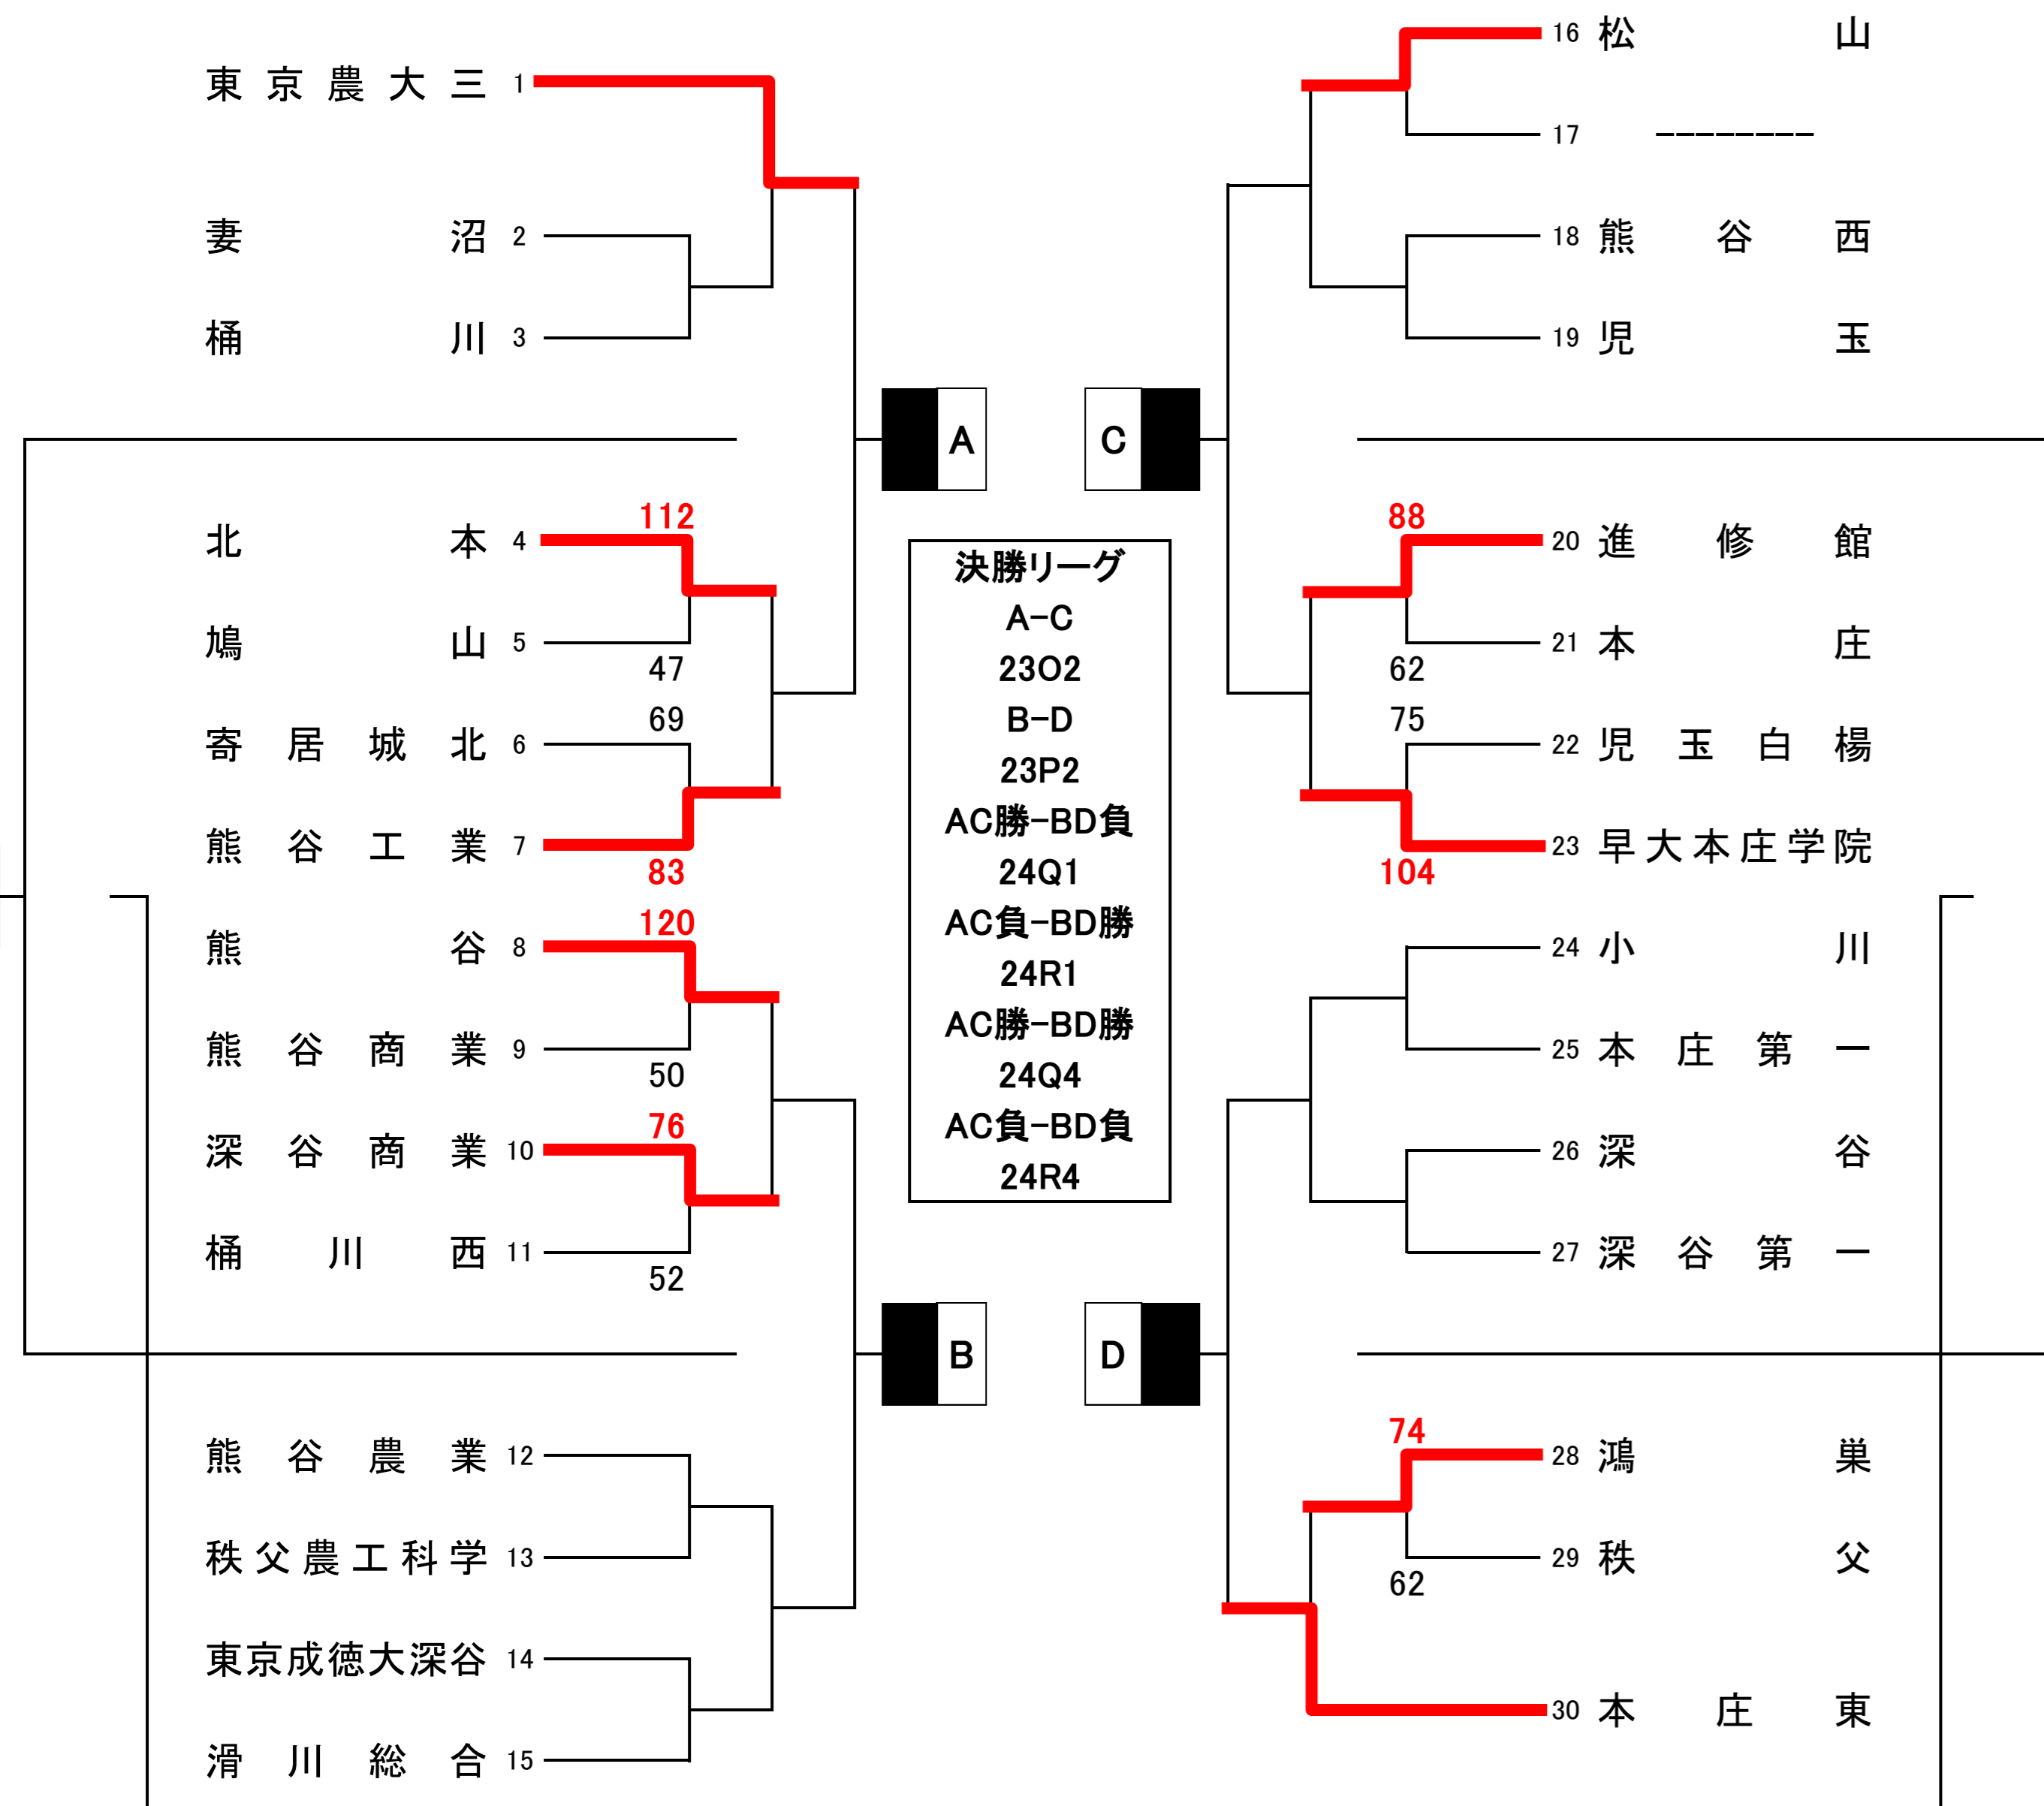 東京農大三 1
妻沼 2
桶川 3
A
112
北本 4
鳩山 5
47
69
寄居城北 6
熊谷工業 7
83
120
熊谷 8
熊谷商業 9
50
76
深谷商業 10
桶川西 11
52
B
熊谷農業 12
秩父農工科学 13
東京成徳大深谷 14
滑川総合 15
決勝リーグ
A-C
23O2
B-D
23P2
AC勝-BD負
24Q1
AC負-BD勝
24R1
AC勝-BD勝
24Q4
AC負-BD負
24R4
16 松山
17 --------
18 熊谷西
19 児玉
C
88
20 進修館
21 本庄
62
75
22 児玉白楊
23 早大本庄学院
104
24 小川
25 本庄第一
26 深谷
27 深谷第一
D
74
28 鴻巣
29 秩父
62
30 本庄東